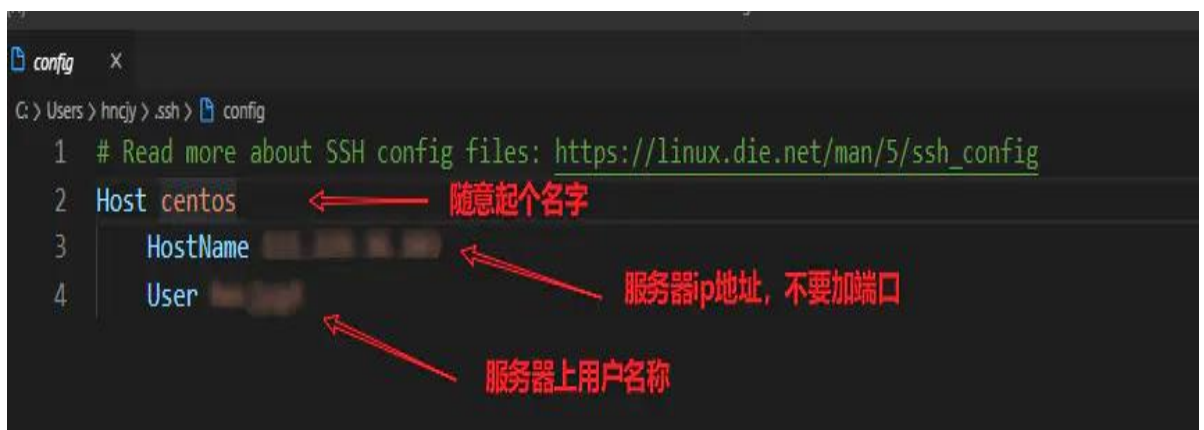 config ×
C: > Users > hncjy > .ssh > config
1 # Read more about SSH config files: https://linux.die.net/man/5/ssh_config
2 Host centos 随意起个名字
3 HostName
服务器ip地址，不要加端口
4 User
服务器上用户名称